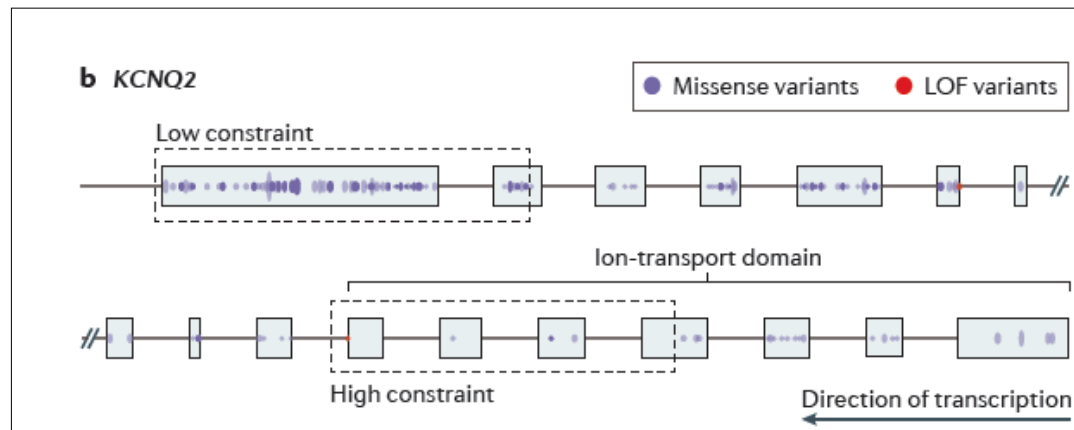 b KCNQ2
Missense variants LOF variants
Low constraint
Ion-transport domain
High constraint
Direction of transcription